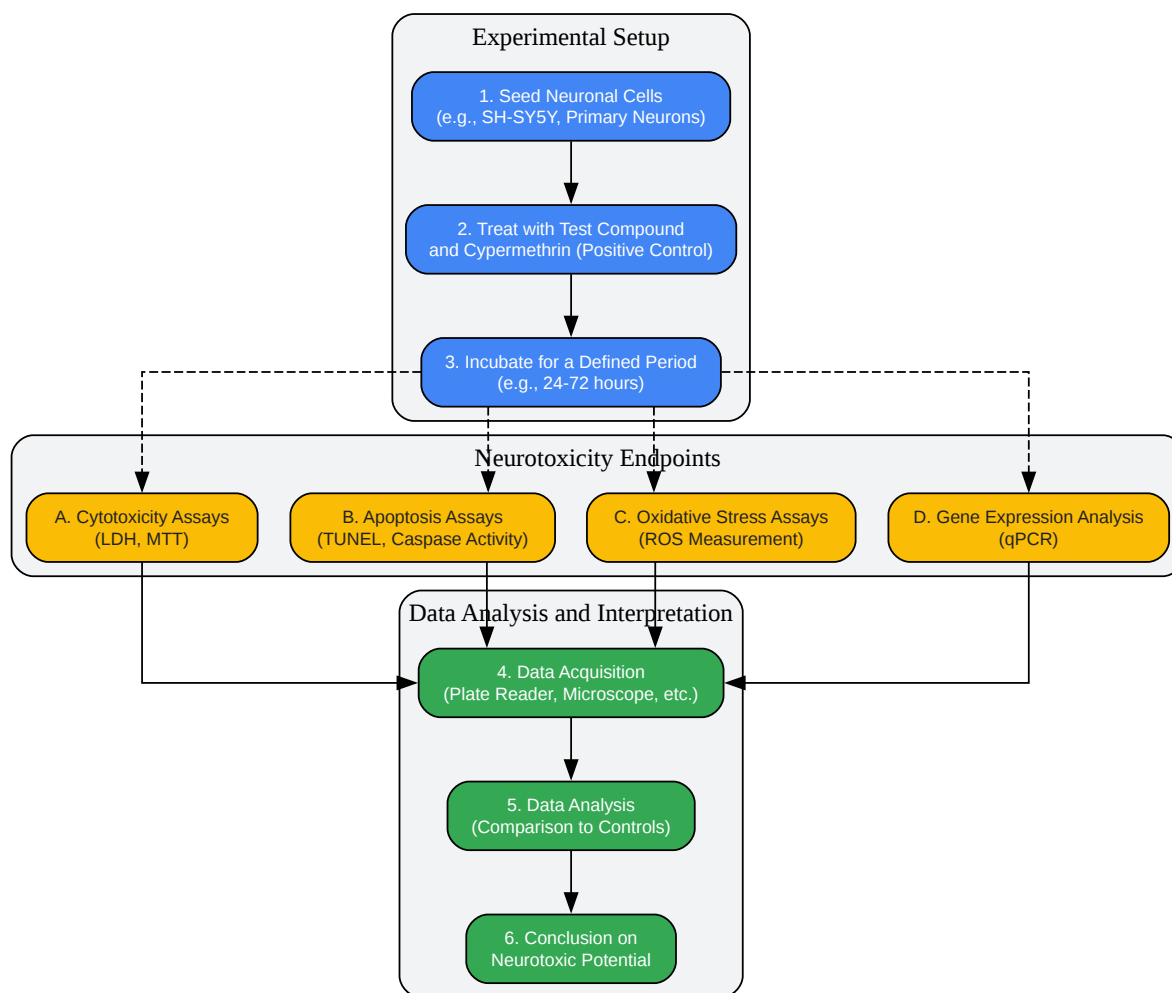 Experimental Setup
1. Seed Neuronal Cells
(e.g., SH-SY5Y, Primary Neurons)
2. Treat with Test Compound
and Cypermethrin (Positive Control)
3. Incubate for a Defined Period
(e.g., 24-72 hours)
Neurotoxicity Endpoints
A. Cytotoxicity Assays
(LDH, MTT)
B. Apoptosis Assays
(TUNEL, Caspase Activity)
C. Oxidative Stress Assays
(ROS Measurement)
D. Gene Expression Analysis
(qPCR)
Data Analysis and Interpretation
4. Data Acquisition
(Plate Reader, Microscope, etc.)
5. Data Analysis
(Comparison to Controls)
6. Conclusion on
Neurotoxic Potential